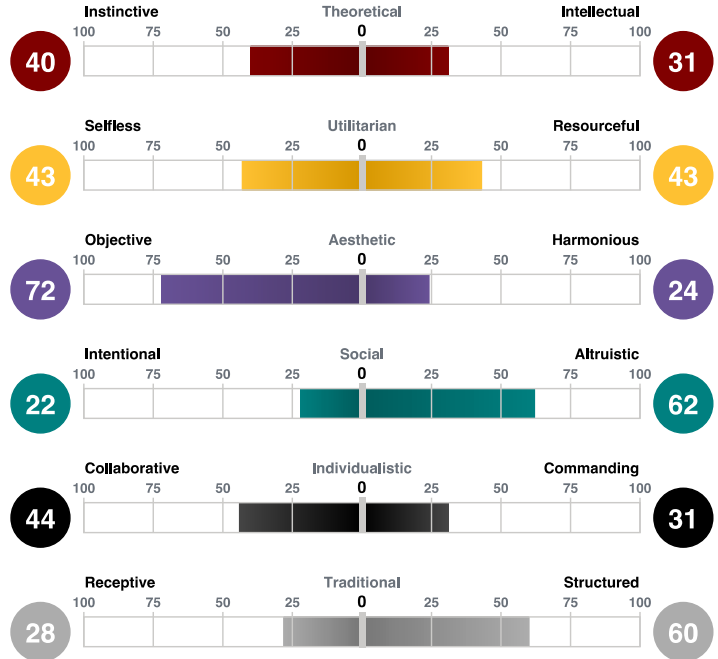 Instinctive Theoretical Intellectual
100 75 50 25 0 25 50 75 100
40 31
Selfless Utilitarian Resourceful
100 75 50 25 0 25 50 75 100
43 43
Objective Aesthetic Harmonious
100 75 50 25 0 25 50 75 100
72 24
Intentional Social Altruistic
100 75 50 25 0 25 50 75 100
22 62
Collaborative Individualistic Commanding
100 75 50 25 0 25 50 75 100
44 31
Receptive Traditional Structured
100 75 50 25 0 25 50 75 100
28 60